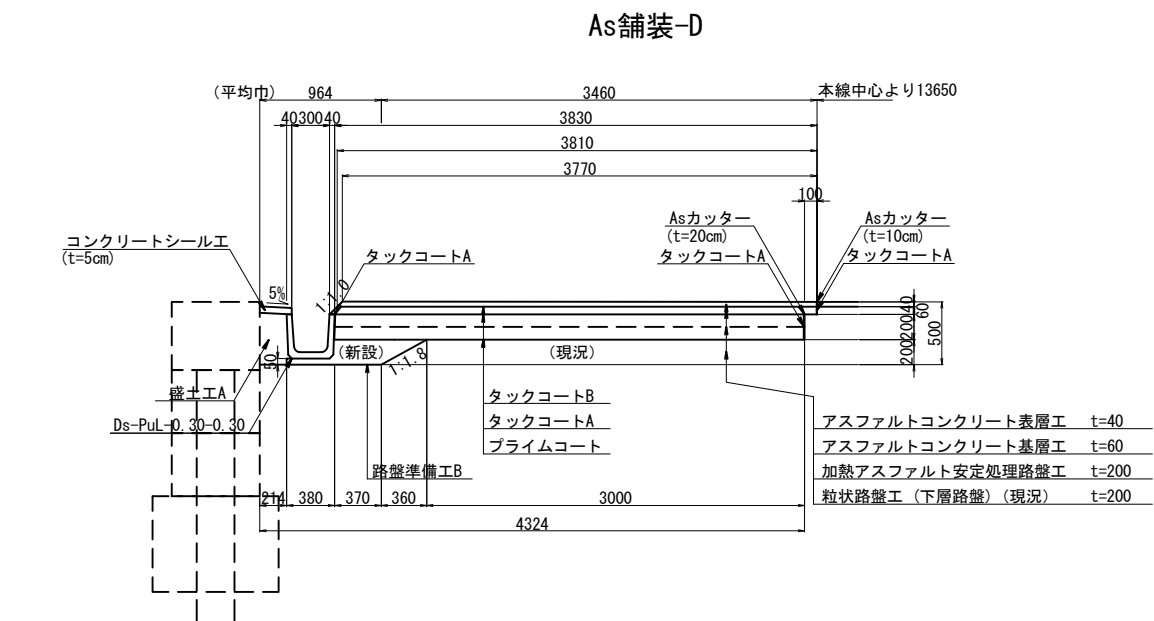 As舗装-D
(平均巾) 964 3460 本線中心より13650
40 300 40 3830
3810
3770
100
Asカッター
(t=20cm)
タックコートA
Asカッター
(t=10cm)
タックコートA
コンクリートシール工
(t=5cm)
タックコートA
5%
1:1.0
40
60
200
200
500
(新設)
(現況)
1:1.8
50
盛土工A
Ds-PuL-0.30-0.30
タックコートB
タックコートA
プライムコート
路盤準備工B
アスファルトコンクリート表層工 t=40
アスファルトコンクリート基層工 t=60
加熱アスファルト安定処理路盤工 t=200
粒状路盤工 (下層路盤) (現況) t=200
214 380 370 360 3000
4324